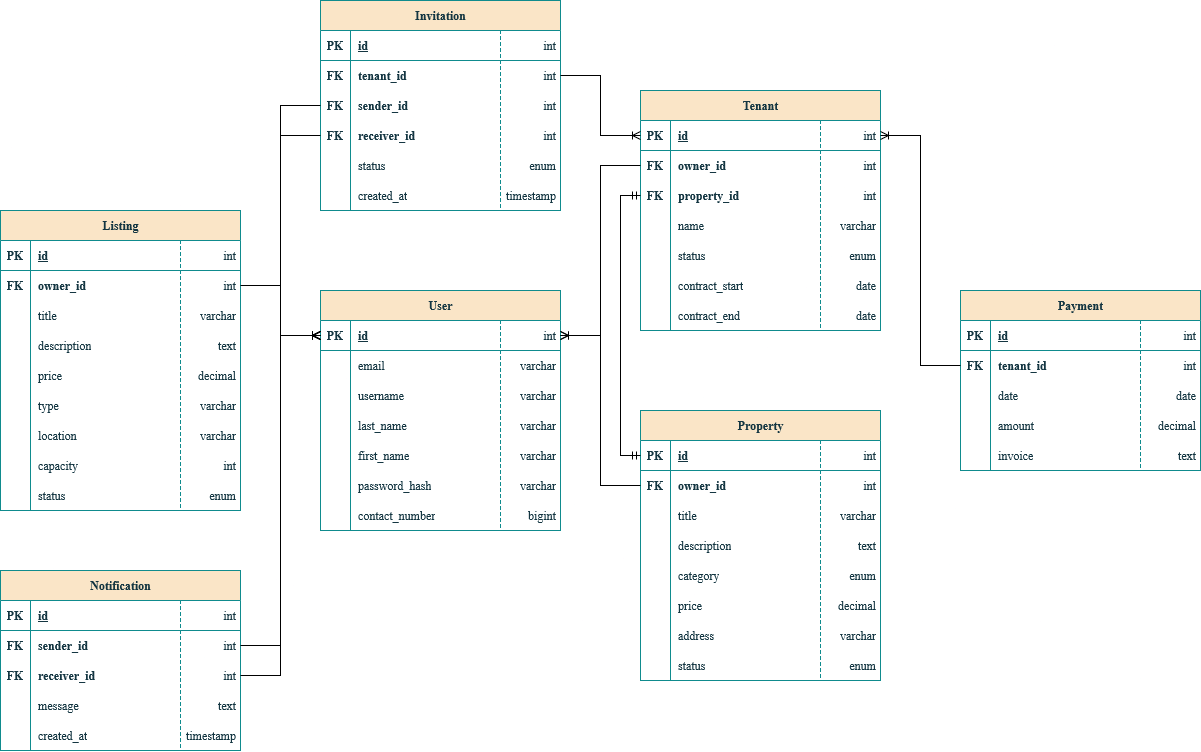 Invitation
PK id int
FK tenant_id int
FK sender_id int
FK receiver_id int
status enum
created_at timestamp
Tenant
PK id int
FK owner_id int
FK property_id int
name varchar
status enum
contract_start date
contract_end date
Listing
PK id int
FK owner_id int
title varchar
description text
price decimal
type varchar
location varchar
capacity int
status enum
User
PK id int
email varchar
username varchar
last_name varchar
first_name varchar
password_hash varchar
contact_number bigint
Payment
PK id int
FK tenant_id int
date date
amount decimal
invoice text
Property
PK id int
FK owner_id int
title varchar
description text
category enum
price decimal
address varchar
status enum
Notification
PK id int
FK sender_id int
FK receiver_id int
message text
created_at timestamp